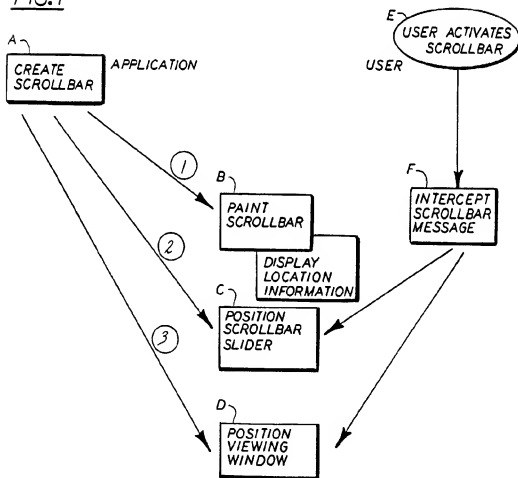 FIG.1
A
CREATE
SCROLLBAR
APPLICATION
E
USER ACTIVATES
SCROLLBAR
USER
1
B
PAINT
SCROLLBAR
F
INTERCEPT
SCROLLBAR
MESSAGE
2
DISPLAY
LOCATION
INFORMATION
C
POSITION
SCROLLBAR
SLIDER
3
D
POSITION
VIEWING
WINDOW